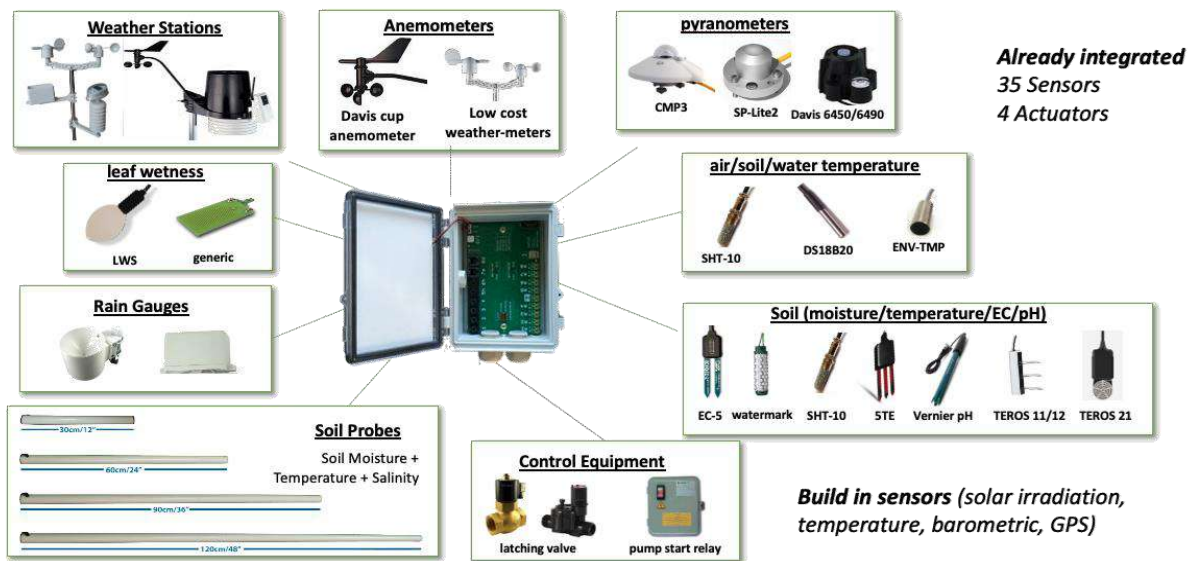 Weather Stations
Anemometers
Davis cup
anemometer
Low cost
weather-meters
pyranometers
CMP3
SP-Lite2
Davis 6450/6490
Already integrated
35 Sensors
4 Actuators
leaf wetness
LWS
generic
air/soil/water temperature
SHT-10
DS18B20
ENV-TMP
Rain Gauges
Soil (moisture/temperature/EC/pH)
EC-5
watermark
SHT-10
5TE
Vernier pH
TEROS 11/12
TEROS 21
Soil Probes
Soil Moisture +
Temperature + Salinity
30cm/12"
60cm/24"
90cm/36"
120cm/48"
Control Equipment
latching valve
pump start relay
Build in sensors (solar irradiation,
temperature, barometric, GPS)